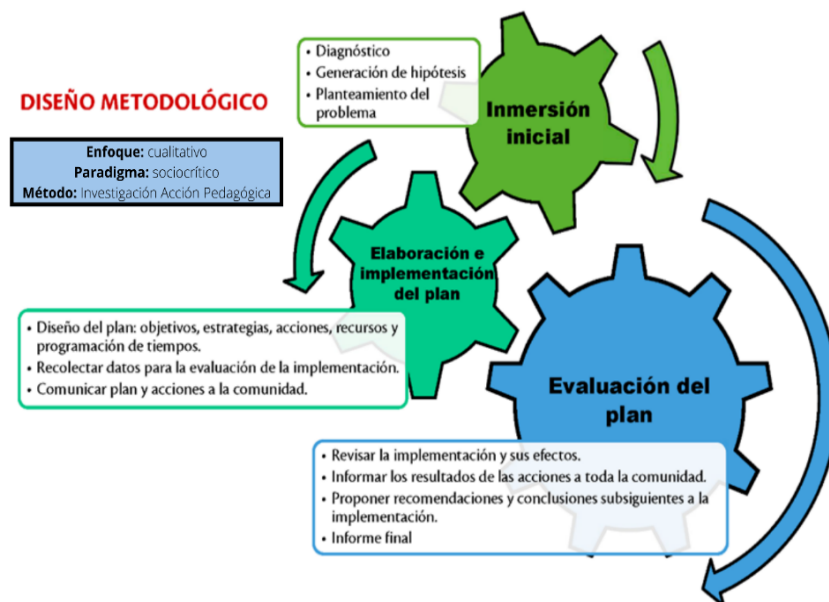 • Diagnóstico
• Generación de hipótesis
• Planteamiento del
problema
Inmersión
inicial
DISEÑO METODOLÓGICO
Enfoque: cualitativo
Paradigma: sociocrítico
Método: Investigación Acción Pedagógica
Elaboración e
implementación
del plan
• Diseño del plan: objetivos, estrategias, acciones, recursos y
programación de tiempos.
• Recolectar datos para la evaluación de la implementación.
• Comunicar plan y acciones a la comunidad.
Evaluación del
plan
• Revisar la implementación y sus efectos.
• Informar los resultados de las acciones a toda la comunidad.
• Proponer recomendaciones y conclusiones subsiguientes a la
implementación.
• Informe final